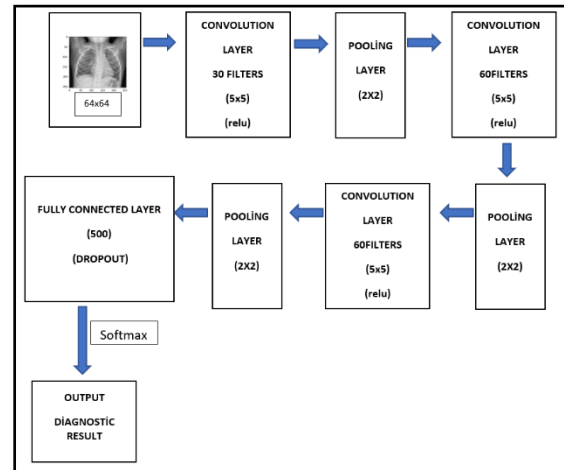 64x64
CONVOLUTION
LAYER
30 FILTERS
(5x5)
(relu)
POOLİNG
LAYER
(2X2)
CONVOLUTION
LAYER
60FILTERS
(5x5)
(relu)
POOLİNG
LAYER
(2X2)
CONVOLUTION
LAYER
60FILTERS
(5x5)
(relu)
POOLİNG
LAYER
(2X2)
FULLY CONNECTED LAYER
(500)
(DROPOUT)
Softmax
OUTPUT
DİAGNOSTİC
RESULT